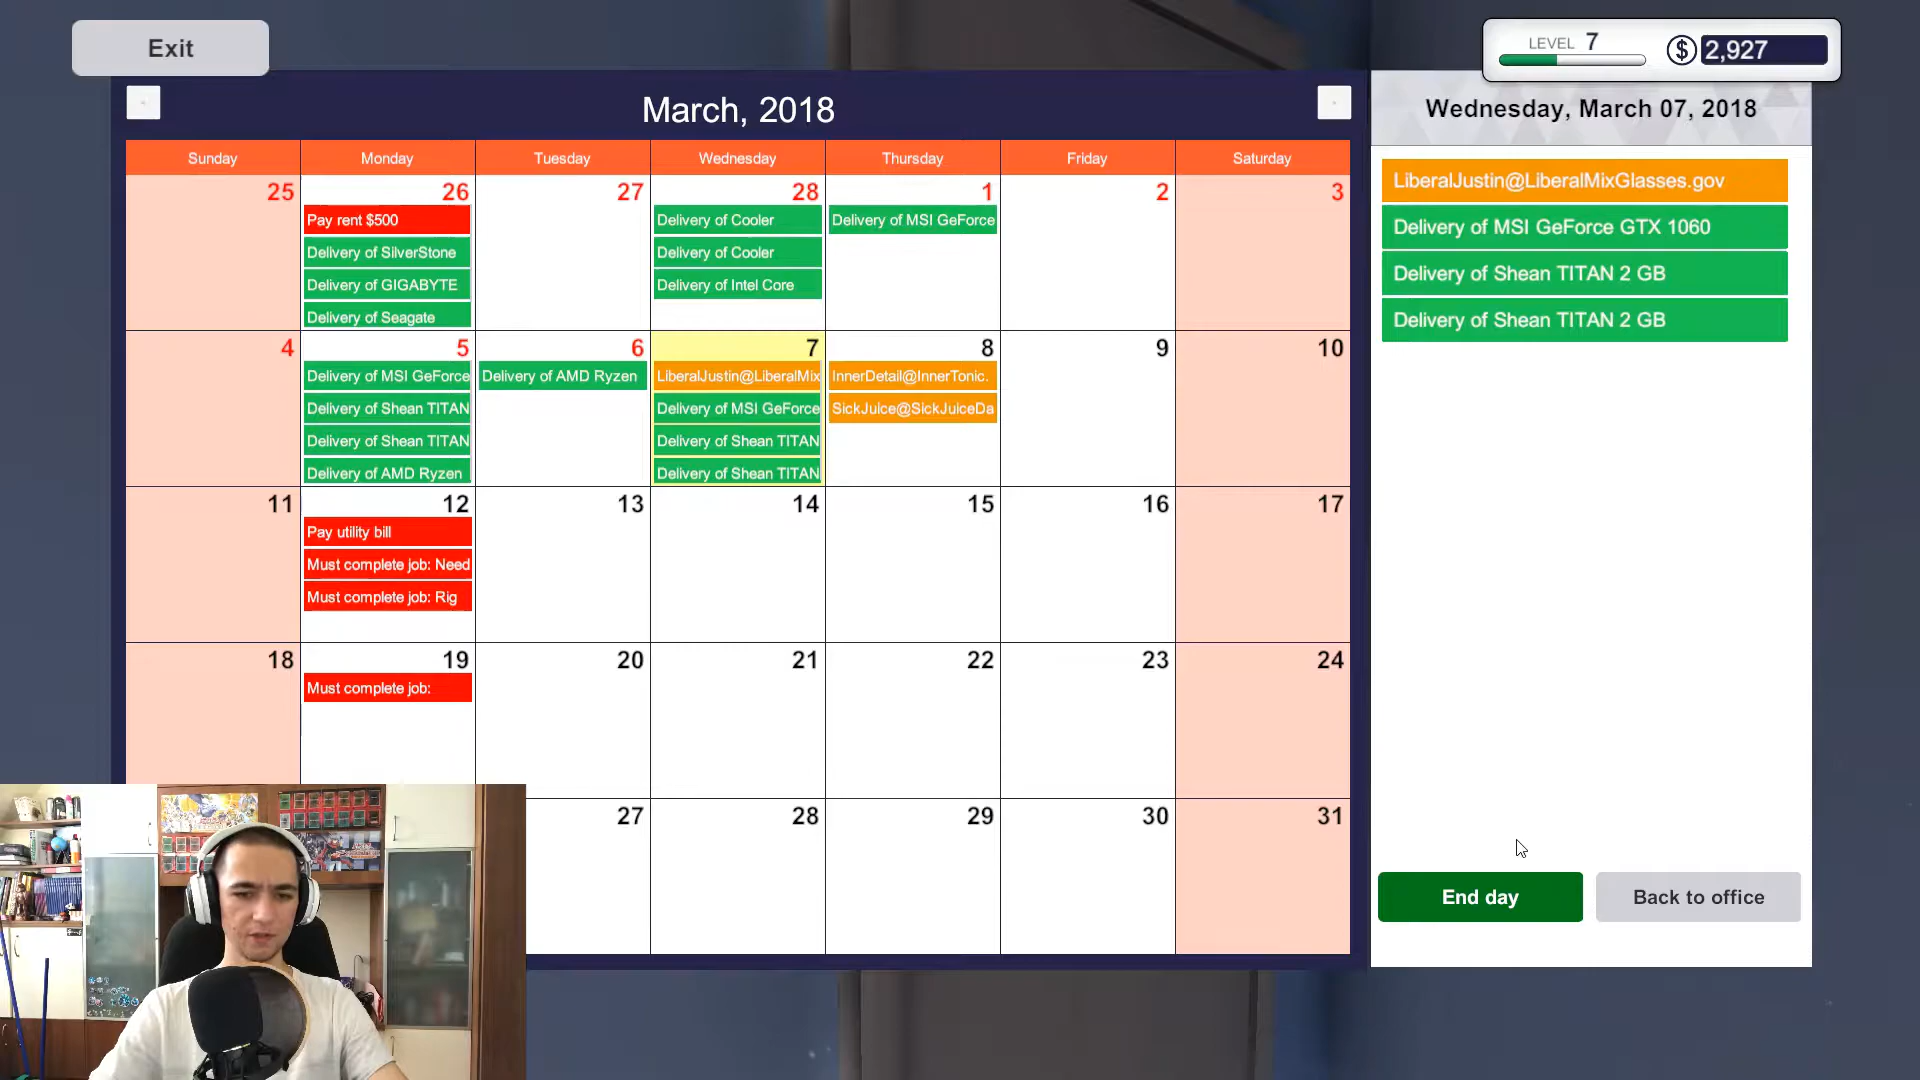 Exit
LEVEL 7
$ 2,927
March, 2018
Wednesday, March 07, 2018
Sunday Monday Tuesday Wednesday Thursday Friday Saturday
25 26 27 28 1 2 3
Pay rent $500
Delivery of SilverStone
Delivery of GIGABYTE
Delivery of Seagate
Delivery of Cooler
Delivery of Cooler
Delivery of Intel Core
Delivery of MSI GeForce
4 5 6 7 8 9 10
Delivery of MSI GeForce
Delivery of Shean TITAN
Delivery of Shean TITAN
Delivery of AMD Ryzen
Delivery of AMD Ryzen
LiberalJustin@LiberalMix
Delivery of MSI GeForce
Delivery of Shean TITAN
Delivery of Shean TITAN
InnerDetail@InnerTonic.
SickJuice@SickJuiceDa
11 12 13 14 15 16 17
Pay utility bill
Must complete job: Need
Must complete job: Rig
18 19 20 21 22 23 24
Must complete job:
27 28 29 30 31
LiberalJustin@LiberalMixGlasses.gov
Delivery of MSI GeForce GTX 1060
Delivery of Shean TITAN 2 GB
Delivery of Shean TITAN 2 GB
End day
Back to office